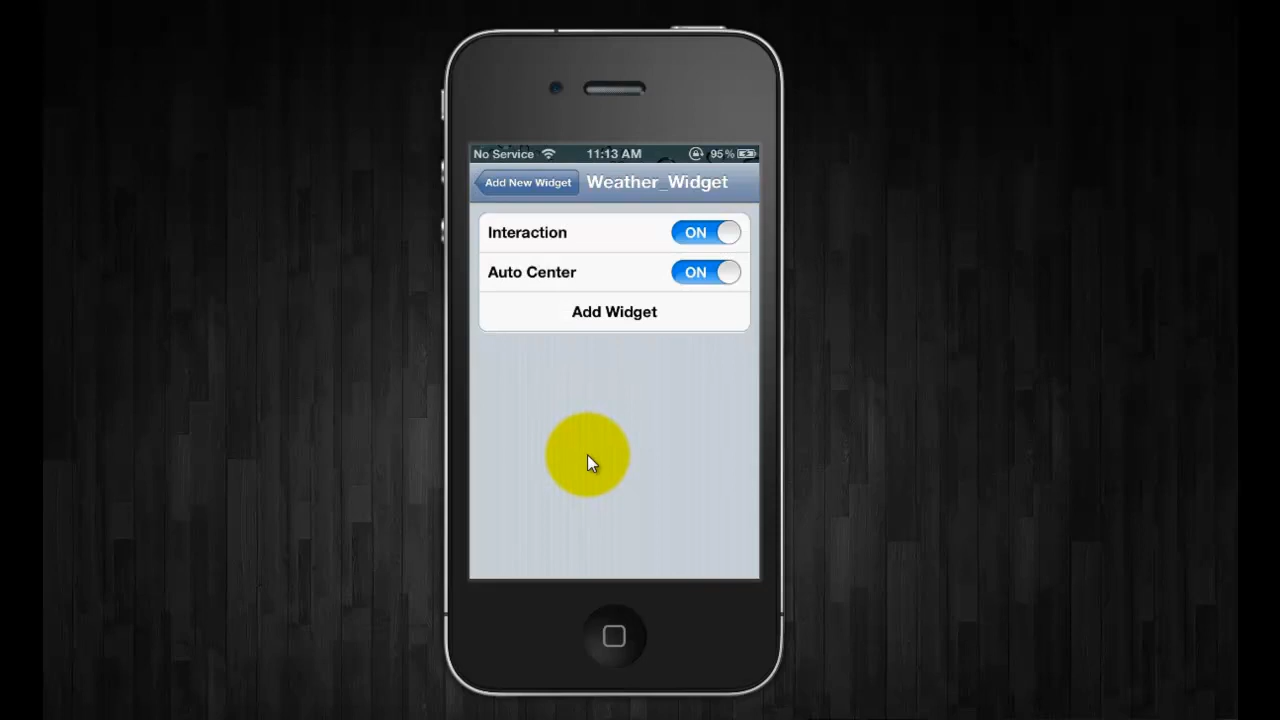 No Service 11:13 AM 95%
Add New Widget Weather_Widget
Interaction ON
Auto Center ON
Add Widget